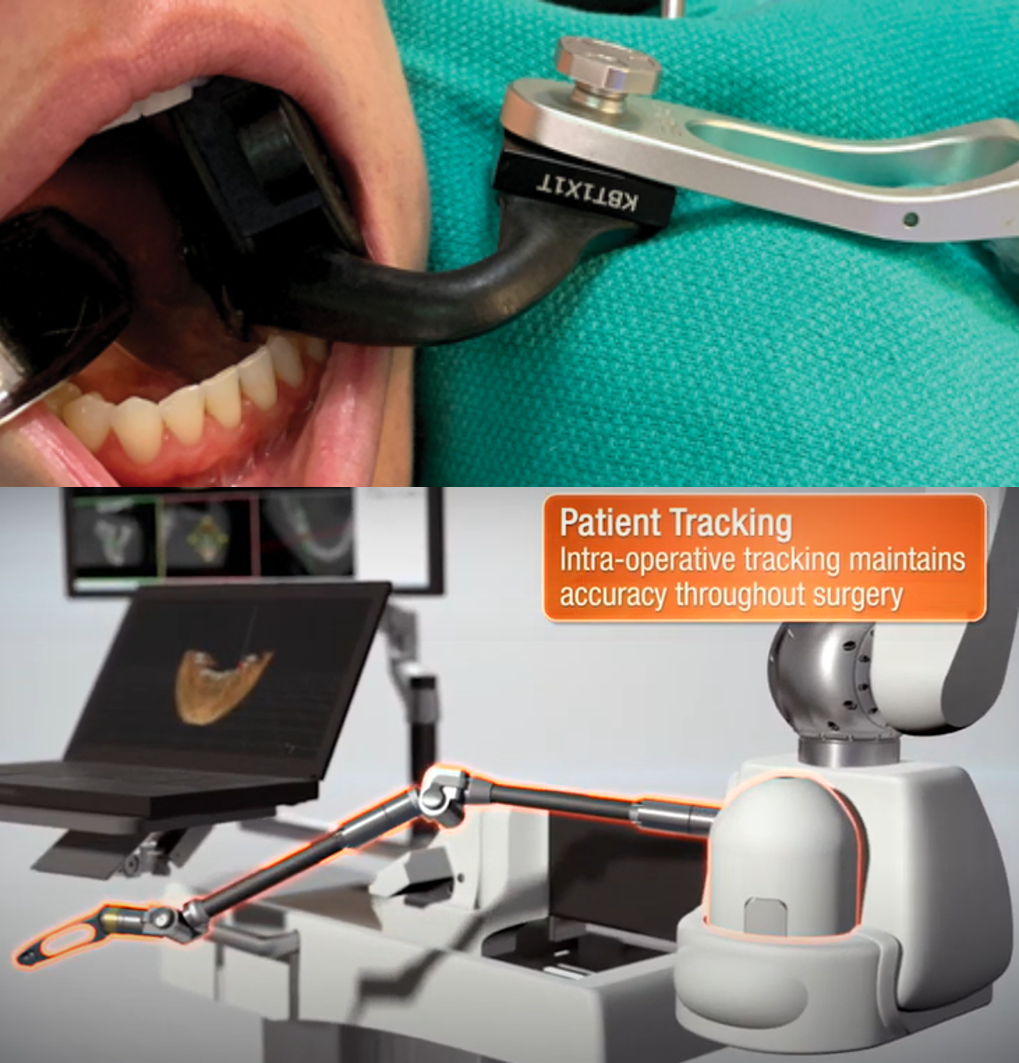 KBT1X1T
Patient Tracking
Intra-operative tracking maintains
accuracy throughout surgery